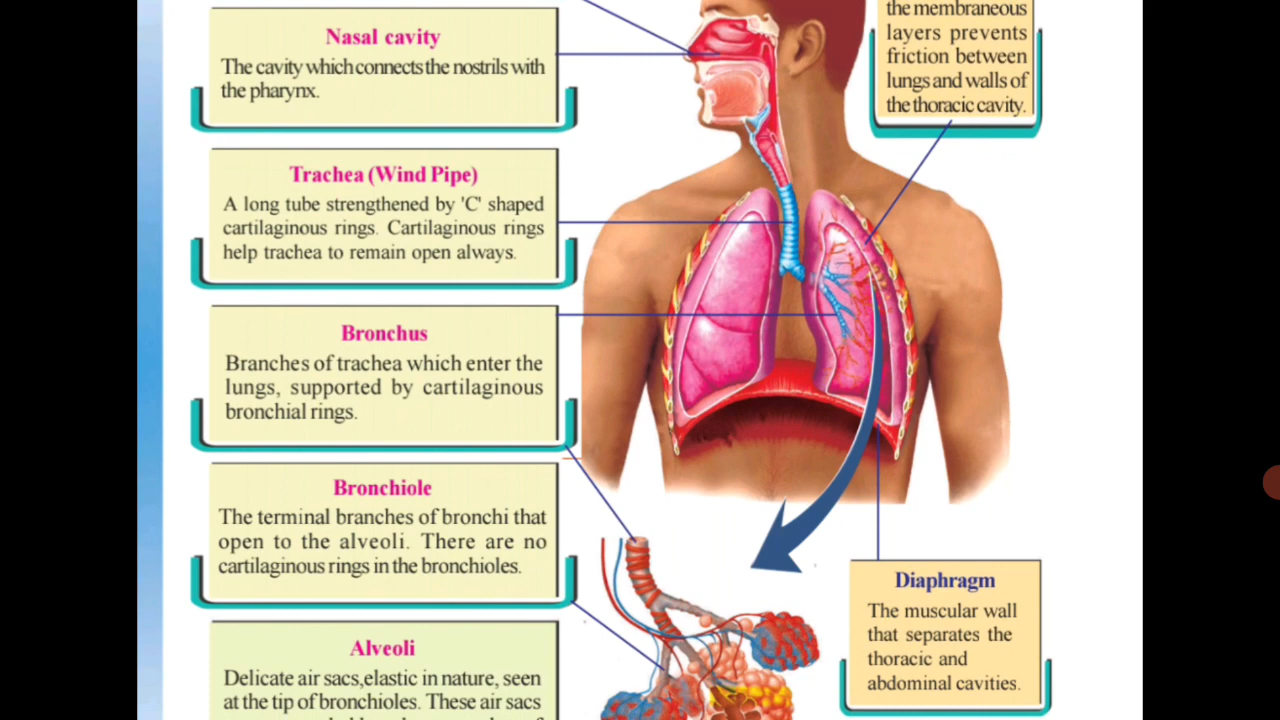 Nasal cavity
The cavity which connects the nostrils with
the pharynx.
Trachea (Wind Pipe)
A long tube strengthened by 'C' shaped
cartilaginous rings. Cartilaginous rings
help trachea to remain open always.
Bronchus
Branches of trachea which enter the
lungs, supported by cartilaginous
bronchial rings.
Bronchiole
The terminal branches of bronchi that
open to the alveoli. There are no
cartilaginous rings in the bronchioles.
Alveoli
Delicate air sacs,elastic in nature, seen
at the tip of bronchioles. These air sacs
the membraneous
layers prevents
friction between
lungs and walls of
the thoracic cavity.
Diaphragm
The muscular wall
that separates the
thoracic and
abdominal cavities.